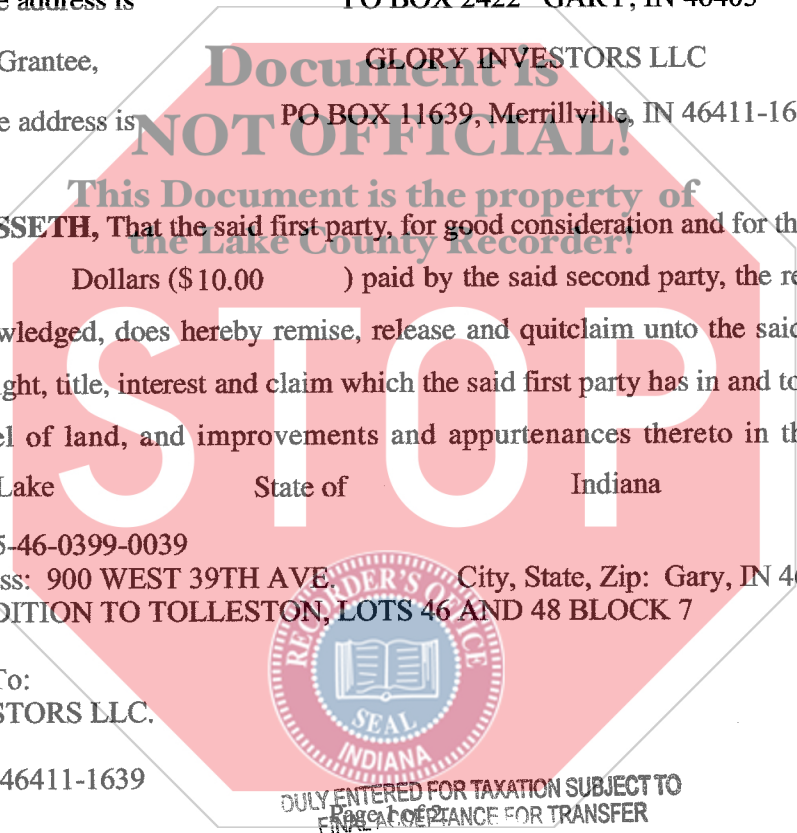 e address is PO BOX 2422 GARY, IN 46403
Grantee, GLORY INVESTORS LLC
Document is
e address is PO BOX 11639, Merrillville, IN 46411-16
NOT OFFICIAL!
This Document is the property of
the Lake County Recorder!
SSETH, That the said first party, for good consideration and for th
Dollars ($ 10.00 ) paid by the said second party, the re
wledged, does hereby remise, release and quitclaim unto the said
ght, title, interest and claim which the said first party has in and to
el of land, and improvements and appurtenances thereto in th
STOP
Lake State of Indiana
5-46-0399-0039
ss: 900 WEST 39TH AVE. City, State, Zip: Gary, IN 4
DITION TO TOLLESTON, LOTS 46 AND 48 BLOCK 7
RECORDER'S OFFICE
SEAL
INDIANA
To:
STORS LLC.
46411-1639
DULY ENTERED FOR TAXATION SUBJECT TO
FINAL ACCEPTANCE FOR TRANSFER
Page 1 of 2